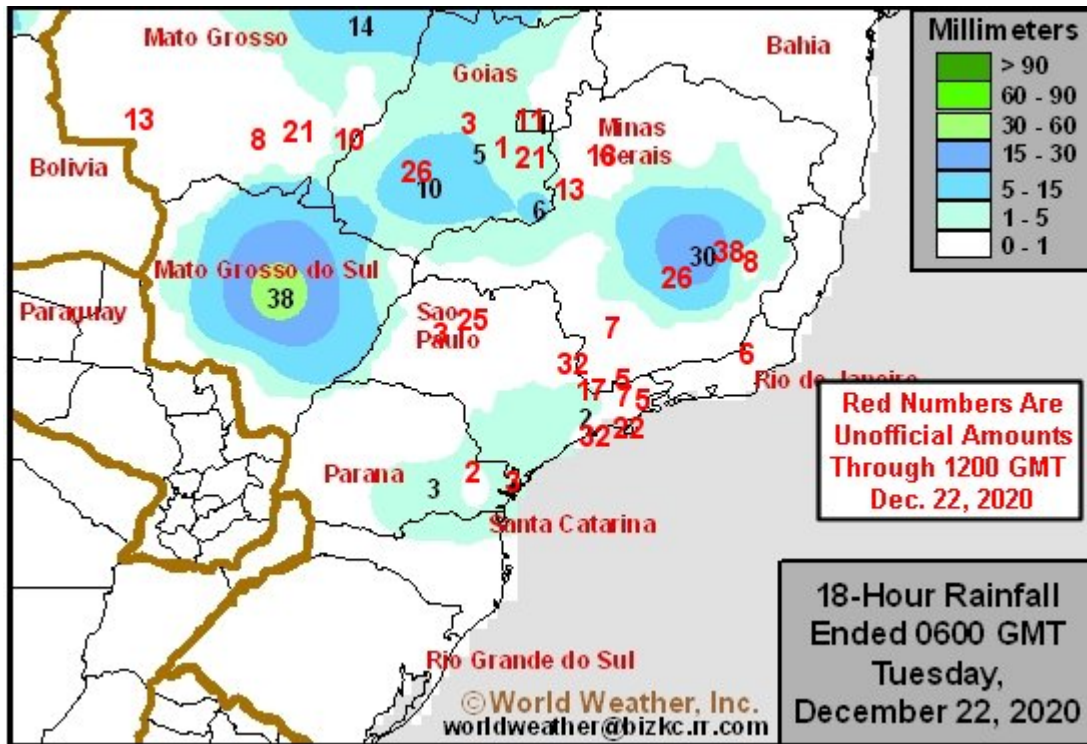 Millimeters
> 90
60 - 90
30 - 60
15 - 30
5 - 15
1 - 5
0 - 1
14
Mato Grosso
Goias
Bahia
13
8
21
10
3
11
1
5
1
21
Minas
Gerais
16
Bolivia
26
10
13
6
Mato Grosso do Sul
38
30
38
8
26
Paraguay
Sao
Paulo
3
25
7
6
32
Rio de Janeiro
17
5
7
5
2
32
22
Red Numbers Are
Unofficial Amounts
Through 1200 GMT
Dec. 22, 2020
Parana
2
3
3
Santa Catarina
18-Hour Rainfall
Ended 0600 GMT
Tuesday,
December 22, 2020
Rio Grande do Sul
©World Weather, Inc.
worldweather@bizkc.rr.com